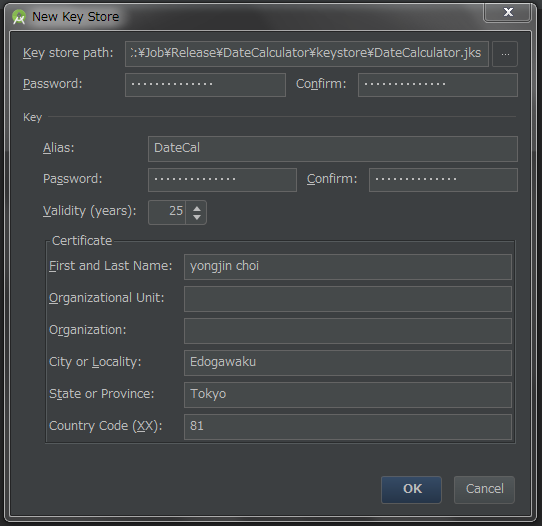 New Key Store
Key store path: C:¥Job¥Release¥DateCalculator¥keystore¥DateCalculator.jks ...
Password: ••••••••••••• Confirm: ••••••••••••••
Key
Alias: DateCal
Password: •••••••••••••• Confirm: ••••••••••••••
Validity (years): 25
Certificate
First and Last Name: yongjin choi
Organizational Unit:
Organization:
City or Locality: Edogawaku
State or Province: Tokyo
Country Code (XX): 81
OK Cancel